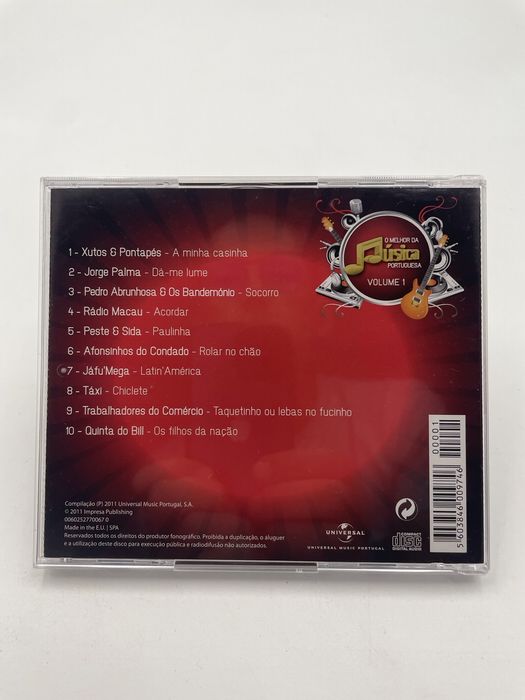 O MELHOR DA
Música
PORTUGUESA
VOLUME 1
1 - Xutos & Pontapés - A minha casinha
2 - Jorge Palma - Dá-me lume
3 - Pedro Abrunhosa & Os Bandemónio - Socorro
4 - Rádio Macau - Acordar
5 - Peste & Sida - Paulinha
6 - Afonsinhos do Condado - Rolar no chão
7 - Jáfu'Mega - Latin'América
8 - Táxi - Chiclete
9 - Trabalhadores do Comércio - Taquetinho ou lebas no fucinho
10 - Quinta do Bill - Os filhos da nação
Compilação (P) 2011 Universal Music Portugal, S.A.
© 2011 Impresa Publishing
0060252770067 0
Made in the E.U. | SPA
Reservados todos os direitos do produtor fonográfico. Proibida a duplicação, o aluguer
e a utilização deste disco para execução pública e radiodifusão não autorizados.
UNIVERSAL
UNIVERSAL MUSIC PORTUGAL
COMPACT
DISC
DIGITAL AUDIO
5 603846 009746
00001